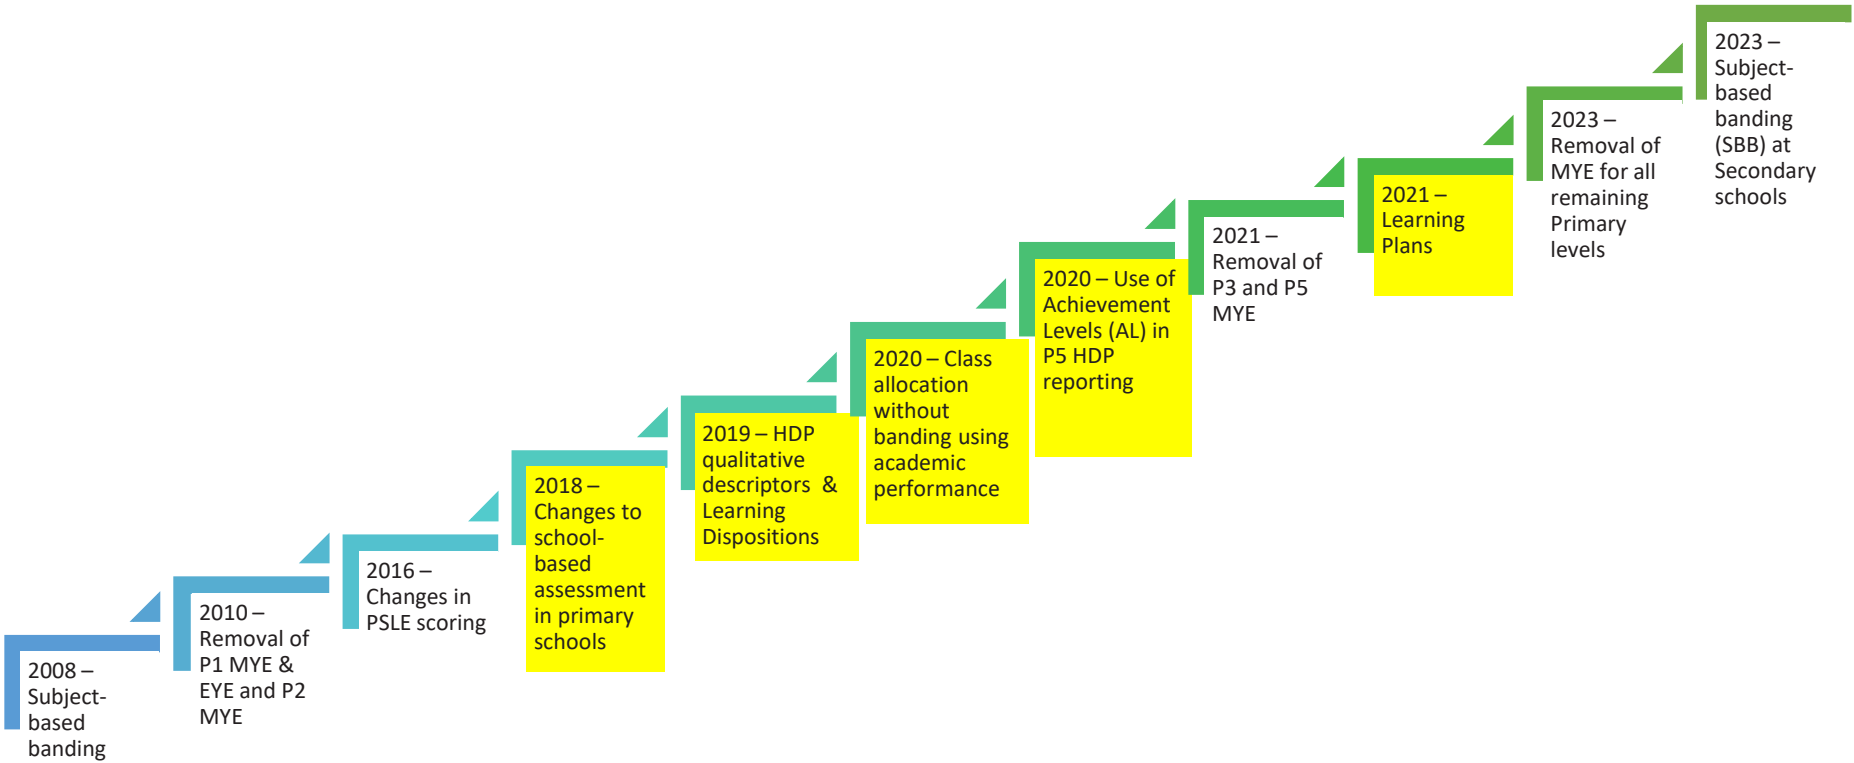 2008 –
Subject-
based
banding
2010 –
Removal of
P1 MYE &
EYE and P2
MYE
2016 –
Changes in
PSLE scoring
2018 –
Changes to
school-
based
assessment
in primary
schools
2019 – HDP
qualitative
descriptors &
Learning
Dispositions
2020 – Class
allocation
without
banding using
academic
performance
2020 – Use of
Achievement
Levels (AL) in
P5 HDP
reporting
2021 –
Removal of
P3 and P5
MYE
2021 –
Learning
Plans
2023 –
Removal of
MYE for all
remaining
Primary
levels
2023 –
Subject-
based
banding
(SBB) at
Secondary
schools